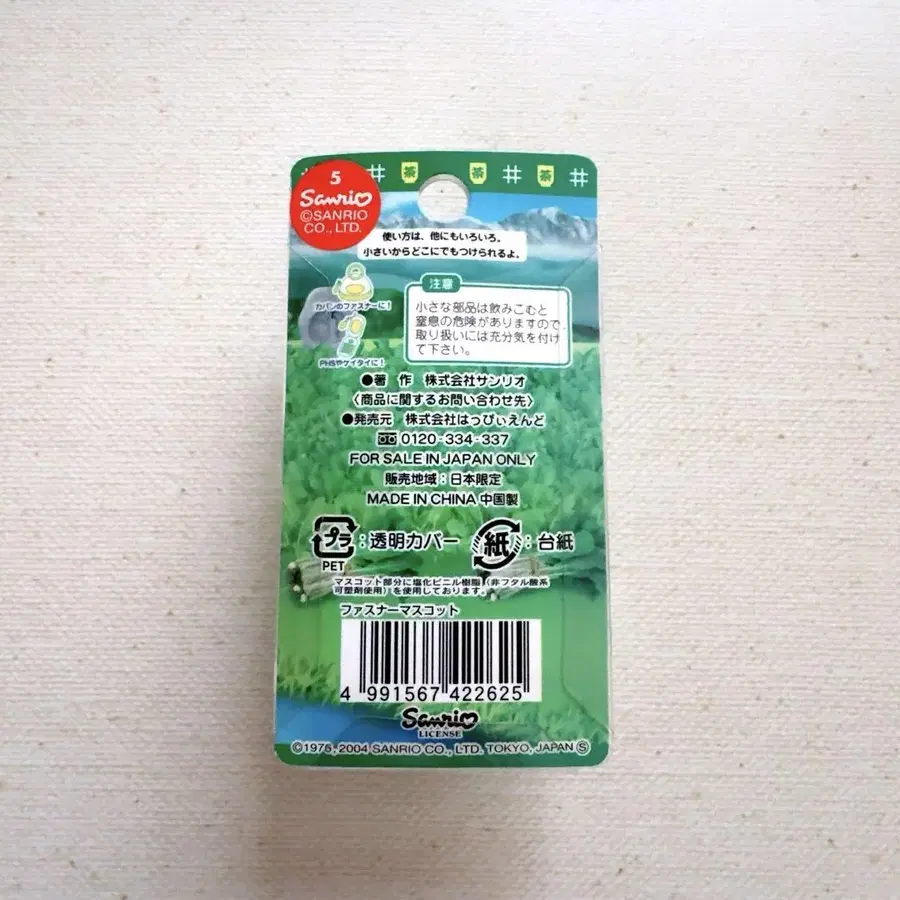 茶 茶 茶
5
Sanrio
©SANRIO
CO., LTD.
使い方は、他にもいろいろ。
小さいからどこにでもつけられるよ。
カバンのファスナーに!
PHSやケイタイに!
注意
小さな部品は飲みこむと
窒息の危険がありますので、
取り扱いには充分気を付け
て下さい。
●著 作 株式会社サンリオ
〈商品に関するお問い合わせ先〉
●発売元 株式会社はっぴぃえんど
0120-334-337
FOR SALE IN JAPAN ONLY
販売地域:日本限定
MADE IN CHINA 中国製
プラ :透明カバー 紙 :台紙
PET
マスコット部分に塩化ビニル樹脂(非フタル酸系
可塑剤使用)を使用しております。
ファスナーマスコット
4 991567 422625
Sanrio
LICENSE
©1975, 2004 SANRIO CO., LTD. TOKYO, JAPAN Ⓢ